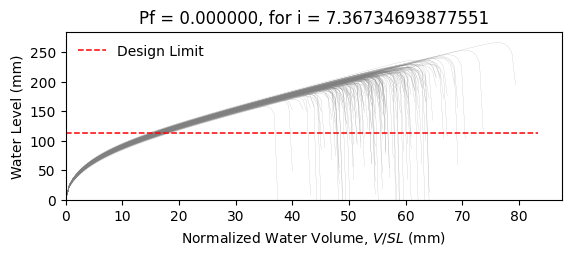 Pf = 0.000000, for i = 7.36734693877551
Design Limit
Water Level (mm)
250
200
150
100
50
0
0 10 20 30 40 50 60 70 80
Normalized Water Volume, V/SL (mm)